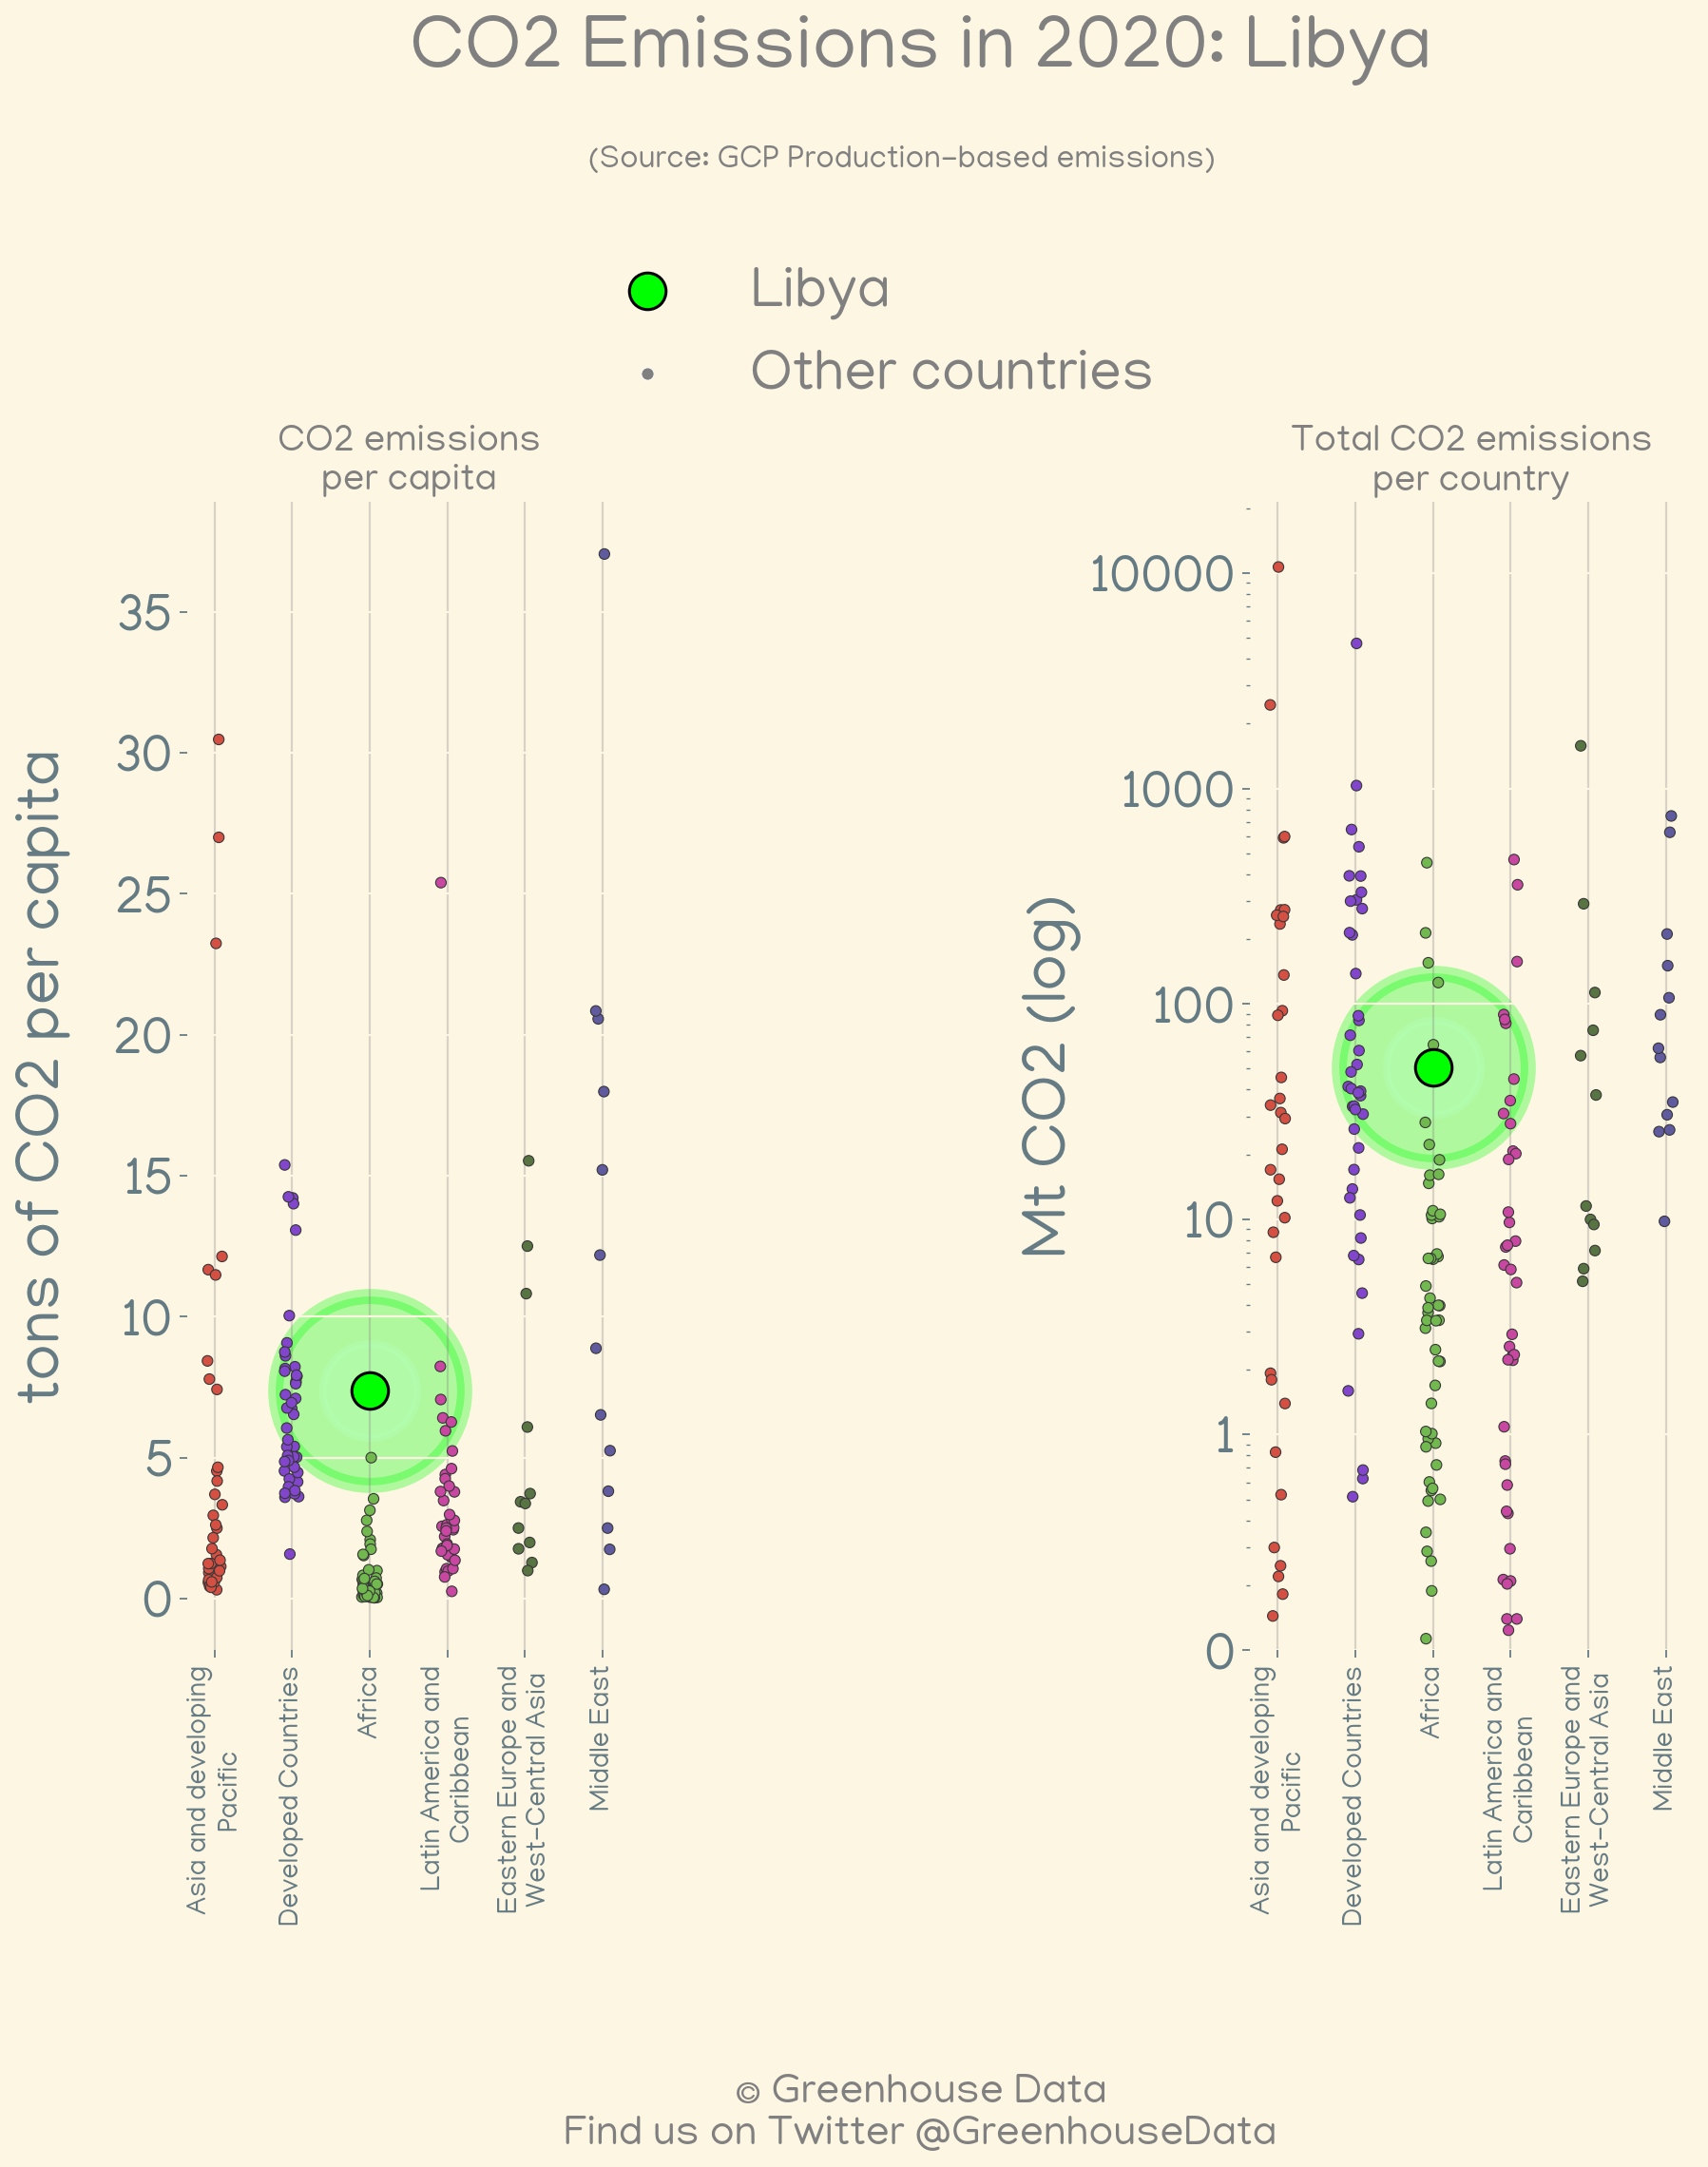 CO2 Emissions in 2020: Libya
(Source: GCP Production-based emissions)
Libya
Other countries
CO2 emissions
per capita
tons of CO2 per capita
35
30
25
20
15
10
5
0
Asia and developing
Pacific
Developed Countries
Africa
Latin America and
Caribbean
Eastern Europe and
West-Central Asia
Middle East
Total CO2 emissions
per country
Mt CO2 (log)
10000
1000
100
10
1
0
Asia and developing
Pacific
Developed Countries
Africa
Latin America and
Caribbean
Eastern Europe and
West-Central Asia
Middle East
© Greenhouse Data
Find us on Twitter @GreenhouseData